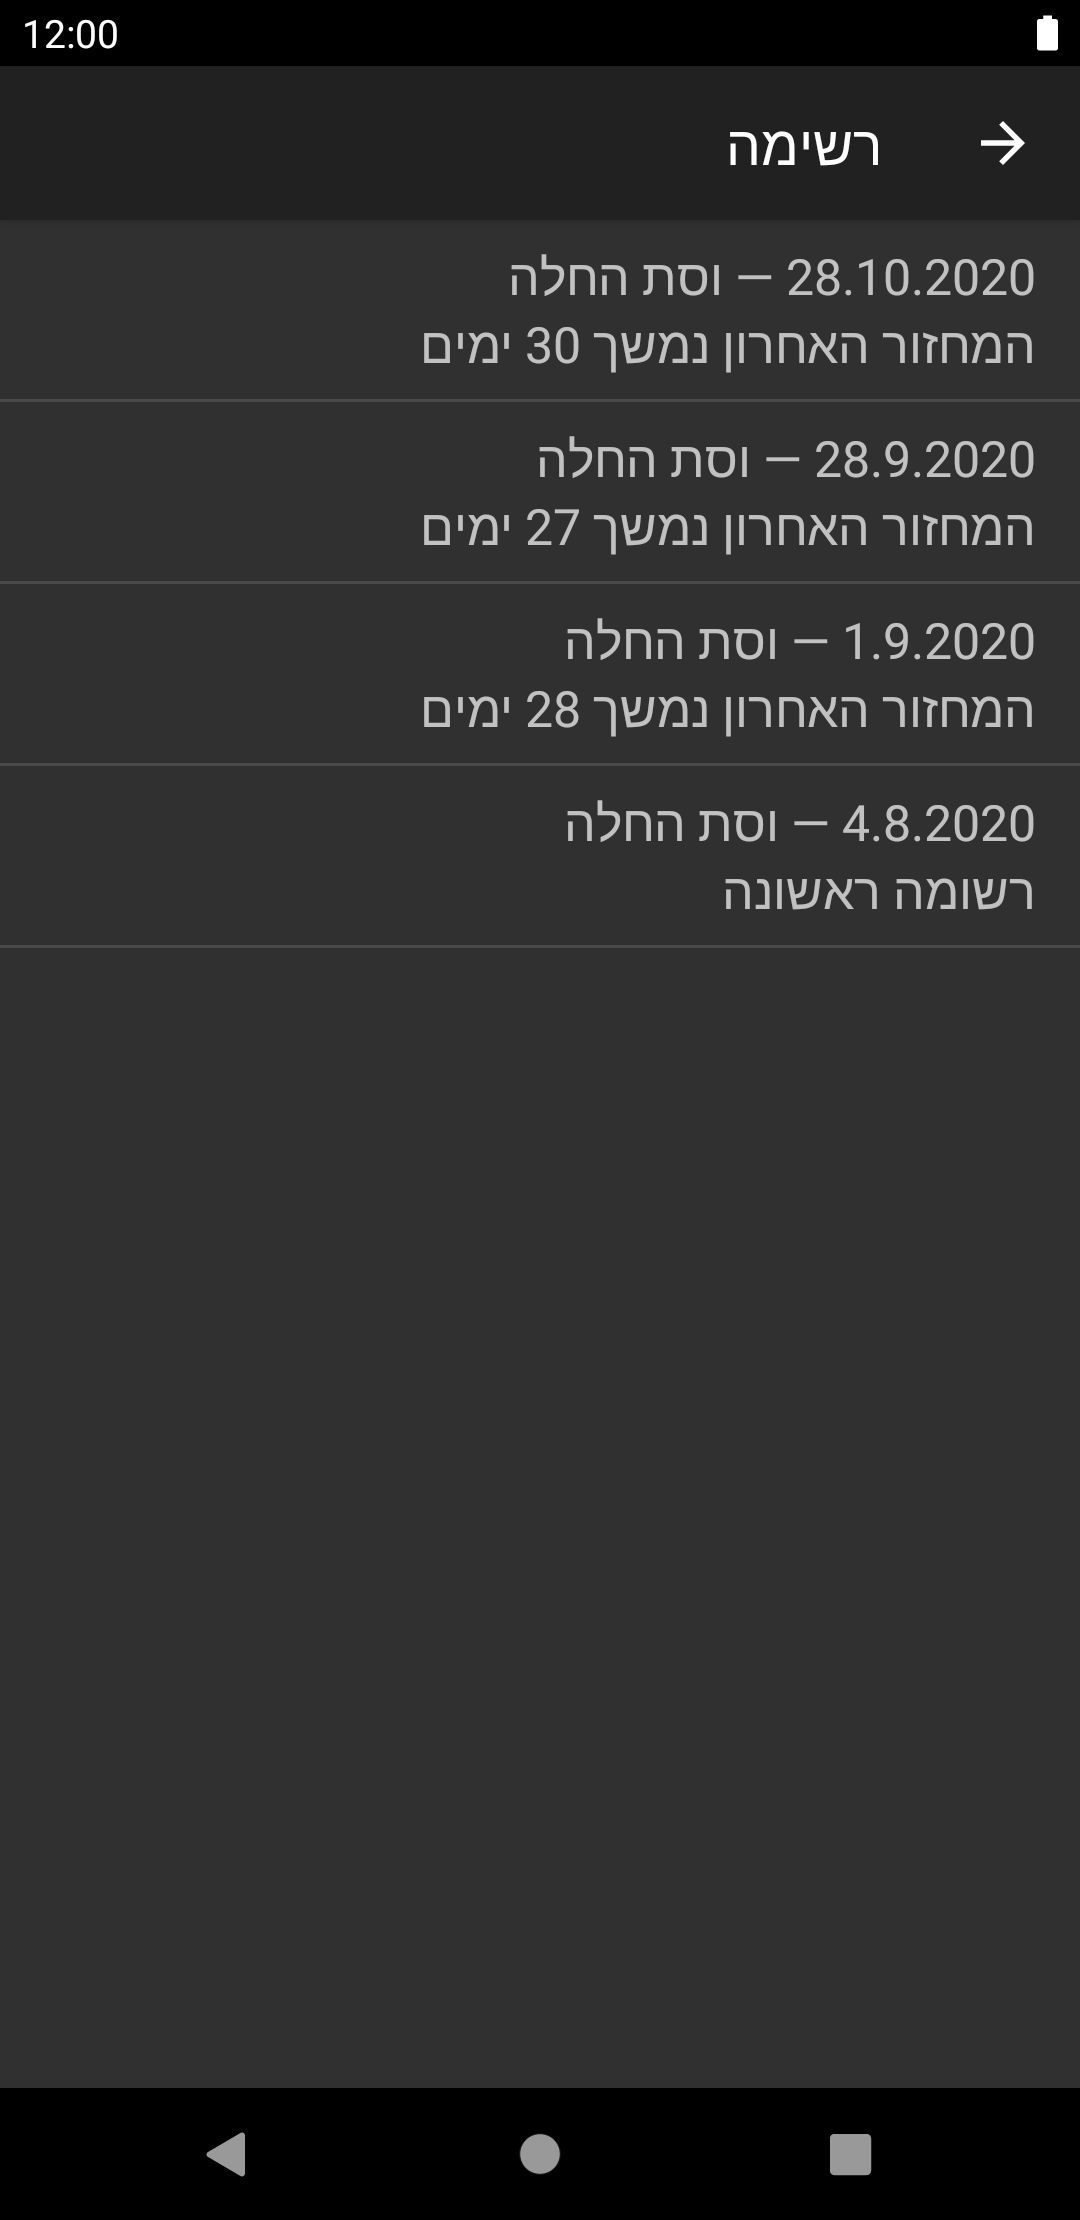 12:00
רשימה
28.10.2020 – וסת החלה
המחזור האחרון נמשך 30 ימים
28.9.2020 – וסת החלה
המחזור האחרון נמשך 27 ימים
1.9.2020 – וסת החלה
המחזור האחרון נמשך 28 ימים
4.8.2020 – וסת החלה
רשומה ראשונה